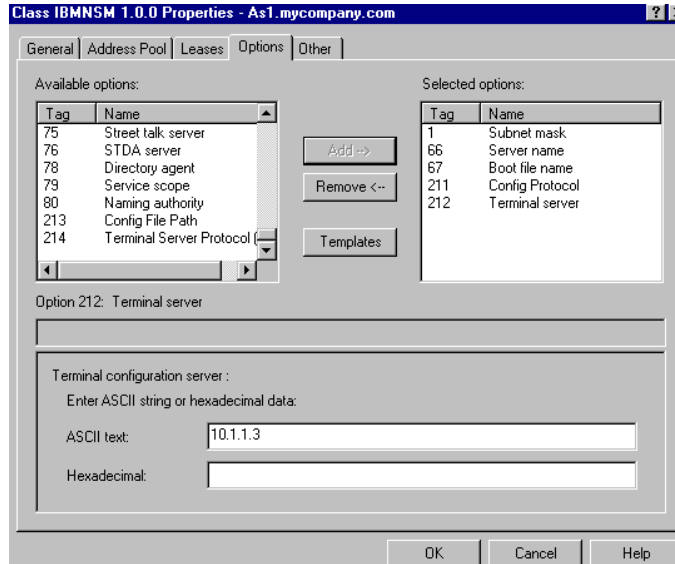 Class IBMNSM 1.0.0 Properties - As1.mycompany.com
General Address Pool Leases Options Other
Available options:
Tag Name
75 Street talk server
76 STDA server
78 Directory agent
79 Service scope
80 Naming authority
213 Config File Path
214 Terminal Server Protocol (
Add -->
Remove <--
Templates
Selected options:
Tag Name
1 Subnet mask
66 Server name
67 Boot file name
211 Config Protocol
212 Terminal server
Option 212: Terminal server
Terminal configuration server :
Enter ASCII string or hexadecimal data:
ASCII text: 10.1.1.3
Hexadecimal:
OK Cancel Help